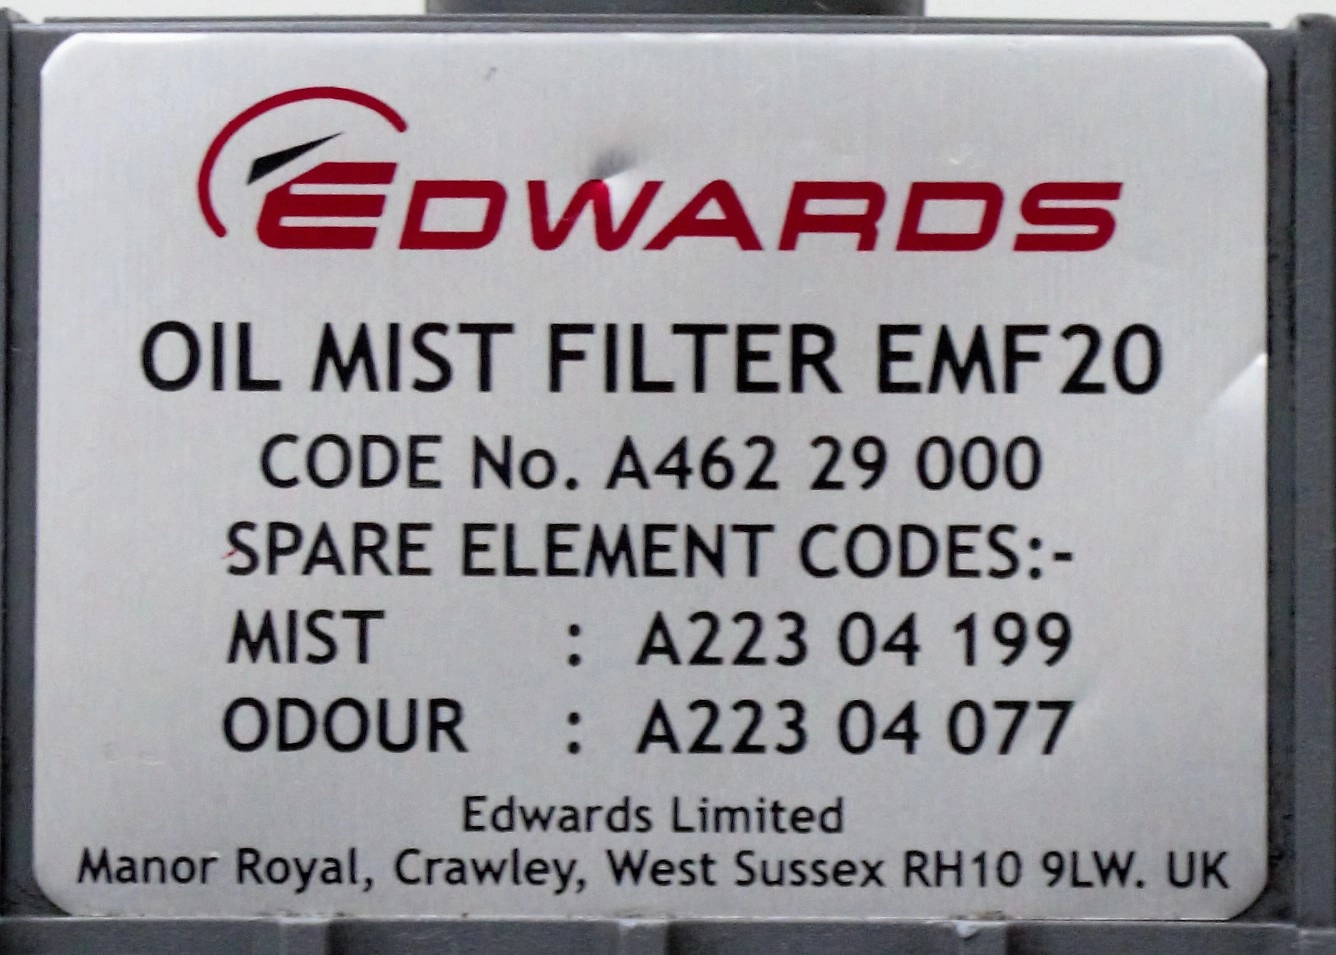 EDWARDS
OIL MIST FILTER EMF20
CODE No. A462 29 000
SPARE ELEMENT CODES:-
MIST : A223 04 199
ODOUR : A223 04 077
Edwards Limited
Manor Royal, Crawley, West Sussex RH10 9LW. UK